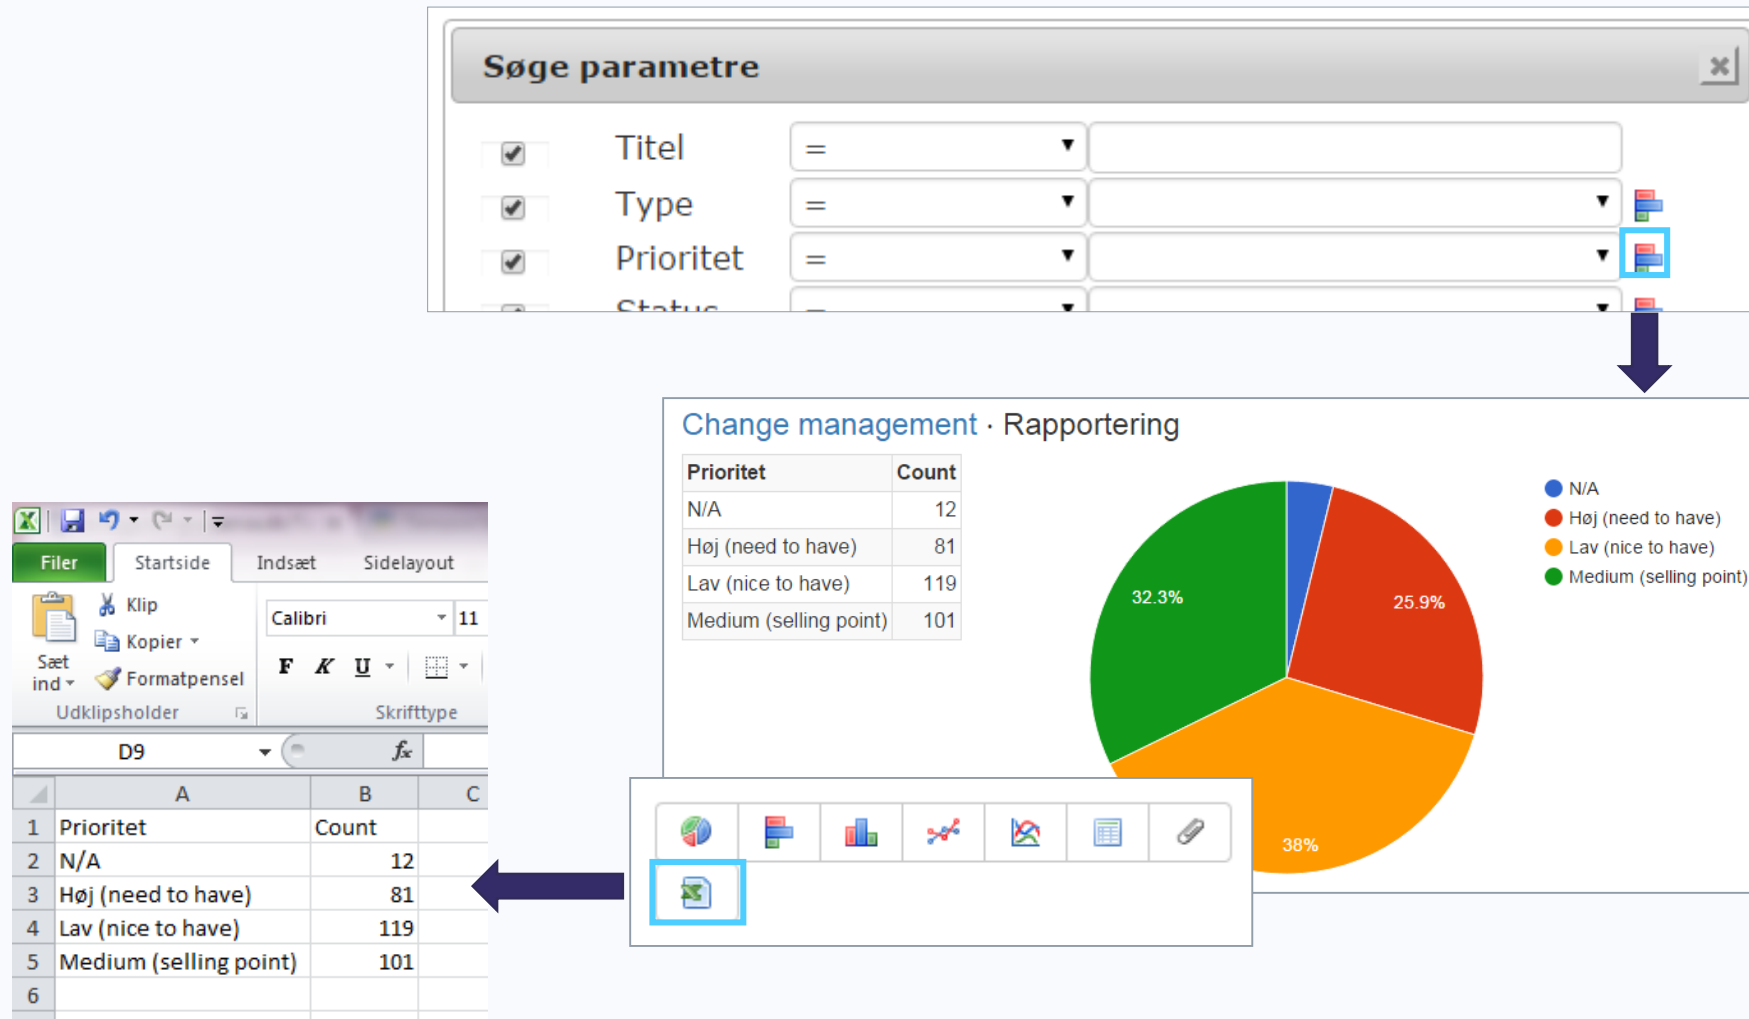 Søge parametre
Titel =
Type =
Prioritet =
Status =
Change management · Rapportering
Prioritet Count
N/A 12
Høj (need to have) 81
Lav (nice to have) 119
Medium (selling point) 101
32.3%
25.9%
38%
N/A
Høj (need to have)
Lav (nice to have)
Medium (selling point)
Filer Startside Indsæt Sidelayout
Klip
Kopier
Formatpensel
Sæt
ind
Udklipsholder
Calibri 11
F K U
Skrifttype
D9 fx
A B C
1 Prioritet Count
2 N/A 12
3 Høj (need to have) 81
4 Lav (nice to have) 119
5 Medium (selling point) 101
6